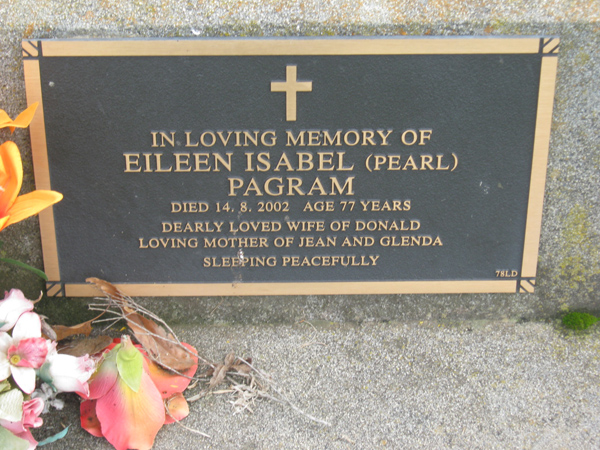 IN LOVING MEMORY OF
EILEEN ISABEL (PEARL)
PAGRAM
DIED 14. 8. 2002 AGE 77 YEARS
DEARLY LOVED WIFE OF DONALD
LOVING MOTHER OF JEAN AND GLENDA
SLEEPING PEACEFULLY
78LD